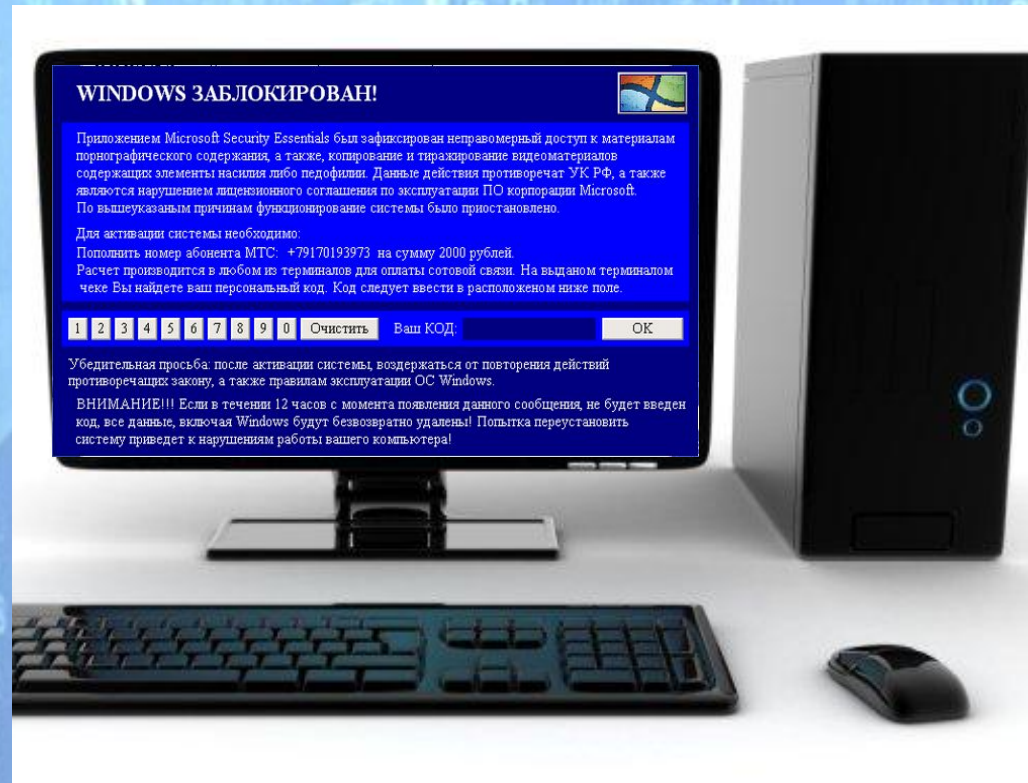 WINDOWS ЗАБЛОКИРОВАН!
Приложением Microsoft Security Essentials был зафиксирован неправомерный доступ к материалам
порнографического содержания, а также, копирование и тиражирование видеоматериалов
содержащих элементы насилия либо педофилии. Данные действия противоречат УК РФ, а также
являются нарушением лицензионного соглашения по эксплуатации ПО корпорации Microsoft.
По вышеуказаным причинам функционирование системы было приостановлено.
Для активации системы необходимо:
Пополнить номер абонента МТС: +79170193973 на сумму 2000 рублей.
Расчет производится в любом из терминалов для оплаты сотовой связи. На выданом терминалом
чеке Вы найдете ваш персональный код. Код следует ввести в расположеном ниже поле.
1 2 3 4 5 6 7 8 9 0 Очистить Ваш КОД: OK
Убедительная просьба: после активации системы, воздержаться от повторения действий
противоречащих закону, а также правилам эксплуатации ОС Windows.
ВНИМАНИЕ!!! Если в течении 12 часов с момента появления данного сообщения, не будет введен
код, все данные, включая Windows будут безвозвратно удалены! Попытка переустановить
систему приведет к нарушениям работы вашего компьютера!